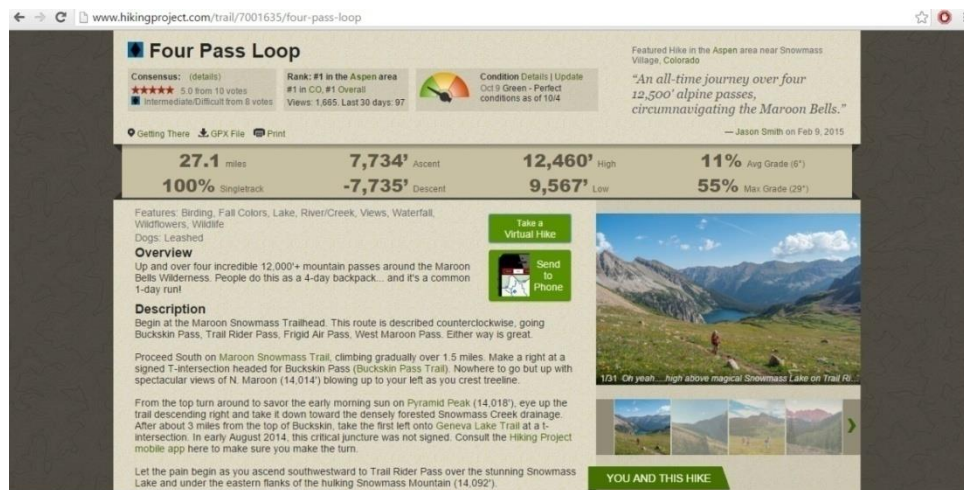 www.hikingproject.com/trail/7001635/four-pass-loop
Four Pass Loop
Consensus: (details)
5.0 from 10 votes
Intermediate/Difficult from 8 votes
Rank: #1 in the Aspen area
#1 in CO, #1 Overall
Views: 1,665. Last 30 days: 97
Condition Details | Update
Oct 9 Green - Perfect
conditions as of 10/4
Featured Hike in the Aspen area near Snowmass
Village, Colorado
“An all-time journey over four
12,500' alpine passes,
circumnavigating the Maroon Bells.”
— Jason Smith on Feb 9, 2015
Getting There GPX File Print
27.1 miles 7,734' Ascent 12,460' High 11% Avg Grade (6°)
100% Singletrack -7,735' Descent 9,567' Low 55% Max Grade (29°)
Features: Birding, Fall Colors, Lake, River/Creek, Views, Waterfall,
Wildflowers, Wildlife
Dogs: Leashed
Overview
Up and over four incredible 12,000'+ mountain passes around the Maroon
Bells Wilderness. People do this as a 4-day backpack... and it's a common
1-day run!
Take a
Virtual Hike
Send
to
Phone
Description
Begin at the Maroon Snowmass Trailhead. This route is described counterclockwise, going
Buckskin Pass, Trail Rider Pass, Frigid Air Pass, West Maroon Pass. Either way is great.
Proceed South on Maroon Snowmass Trail, climbing gradually over 1.5 miles. Make a right at a
signed T-intersection headed for Buckskin Pass (Buckskin Pass Trail). Nowhere to go but up with
spectacular views of N. Maroon (14,014') blowing up to your left as you crest treeline.
From the top turn around to savor the early morning sun on Pyramid Peak (14,018'), eye up the
trail descending right and take it down toward the densely forested Snowmass Creek drainage.
After about 3 miles from the top of Buckskin, take the first left onto Geneva Lake Trail at a t-
intersection. In early August 2014, this critical juncture was not signed. Consult the Hiking Project
mobile app here to make sure you make the turn.
Let the pain begin as you ascend southwestward to Trail Rider Pass over the stunning Snowmass
Lake and under the eastern flanks of the hulking Snowmass Mountain (14,092').
1/31 Oh yeah....high above magical Snowmass Lake on Trail Ri...
YOU AND THIS HIKE